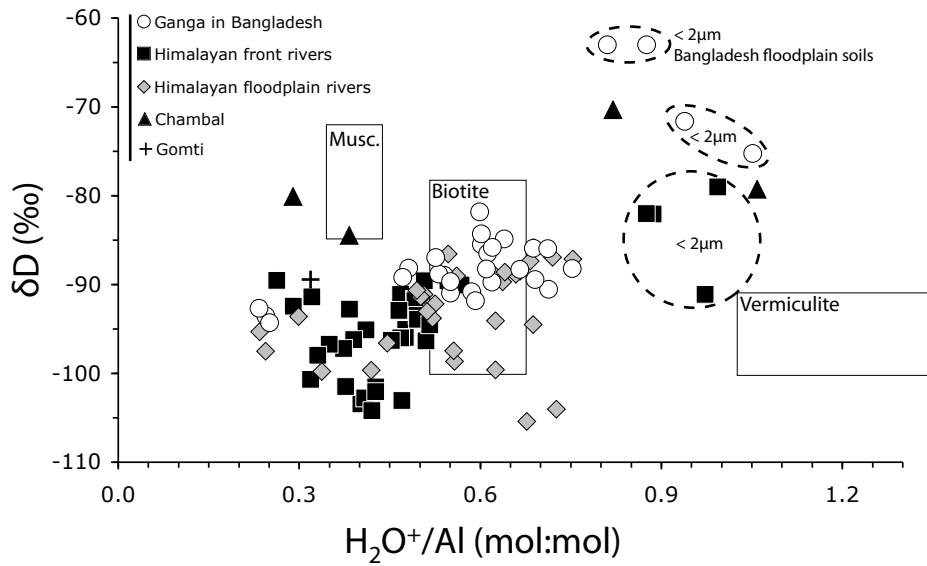 -60
-70
-80
-90
-100
-110
δD (‰)
Ganga in Bangladesh
Himalayan front rivers
Himalayan floodplain rivers
Chambal
Gomti
Musc.
Biotite
< 2μm
Bangladesh floodplain soils
< 2μm
< 2μm
Vermiculite
0.0 0.3 0.6 0.9 1.2
H₂O⁺/Al (mol:mol)